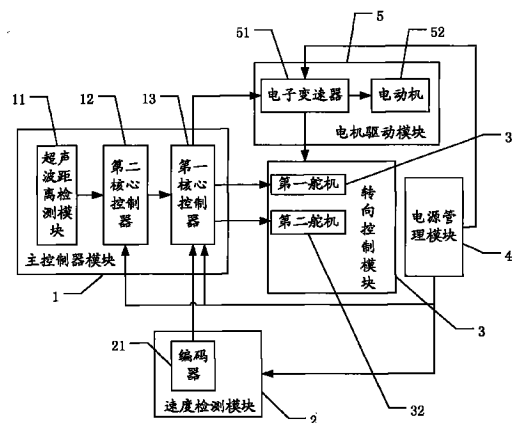 5
51
52
电子变速器
电动机
电机驱动模块
11
12
13
超声波距离检测模块
第二核心控制器
第一核心控制器
主控制器模块
1
第一舵机
第二舵机
转向控制模块
3
电源管理模块
4
3
32
21
编码器
速度检测模块
2